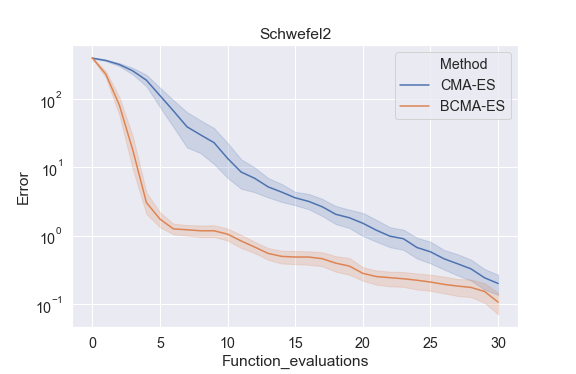 Schwefel2
Method
CMA-ES
BCMA-ES
Error
10²
10¹
10⁰
10⁻¹
0 5 10 15 20 25 30
Function_evaluations